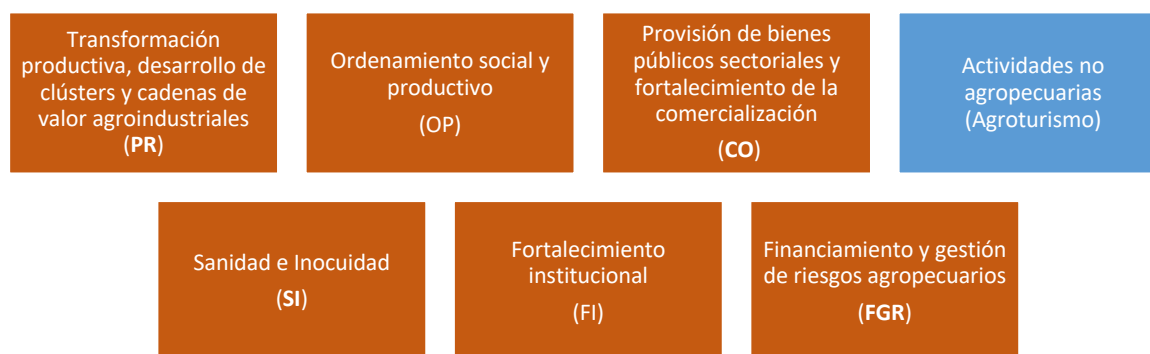 Transformación
productiva, desarrollo de
clústers y cadenas de
valor agroindustriales
(PR)
Ordenamiento social y
productivo
(OP)
Provisión de bienes
públicos sectoriales y
fortalecimiento de la
comercialización
(CO)
Actividades no
agropecuarias
(Agroturismo)
Sanidad e Inocuidad
(SI)
Fortalecimiento
institucional
(FI)
Financiamiento y gestión
de riesgos agropecuarios
(FGR)